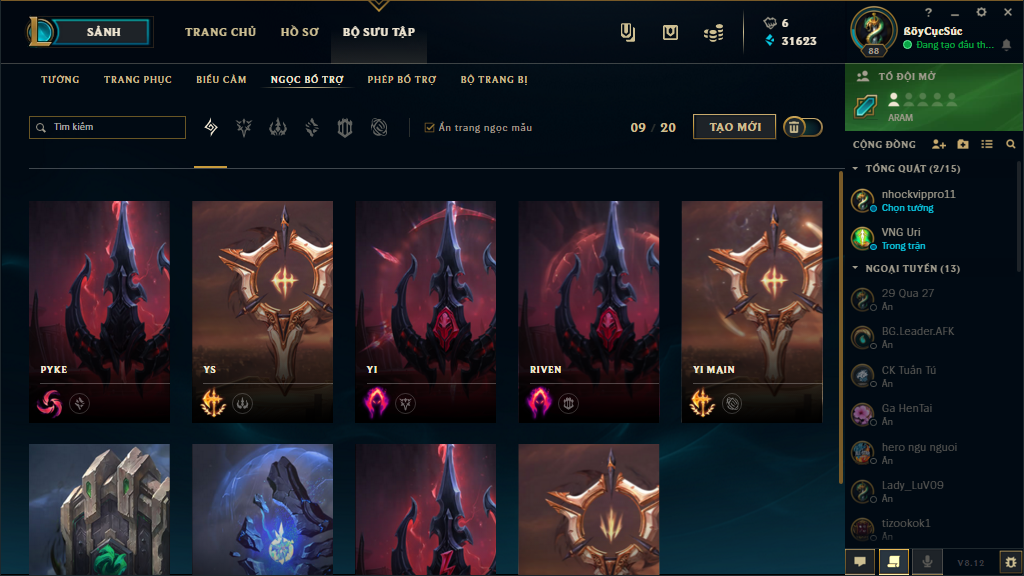 SẢNH
TRANG CHỦ
HỒ SƠ
BỘ SƯU TẬP
6
31623
88
?
ßöyCụcSúc
Đang tạo đầu th...
TƯỚNG
TRANG PHỤC
BIỂU CẢM
NGỌC BỔ TRỢ
PHÉP BỔ TRỢ
BỘ TRANG BỊ
TỔ ĐỘI MỞ
ARAM
Tìm kiếm
Ẩn trang ngọc mẫu
09 / 20
TẠO MỚI
CỘNG ĐỒNG
TỔNG QUÁT (2/15)
nhockvippro11
Chọn tướng
VNG Uri
Trong trận
NGOẠI TUYẾN (13)
29 Qua 27
Ẩn
BG.Leader.AFK
Ẩn
CK Tuấn Tú
Ẩn
Ga HenTai
Ẩn
hero ngu nguoi
Ẩn
Lady_LuV09
Ẩn
tizookok1
Ẩn
PYKE
YS
YI
RIVEN
YI MAIN
V8.12